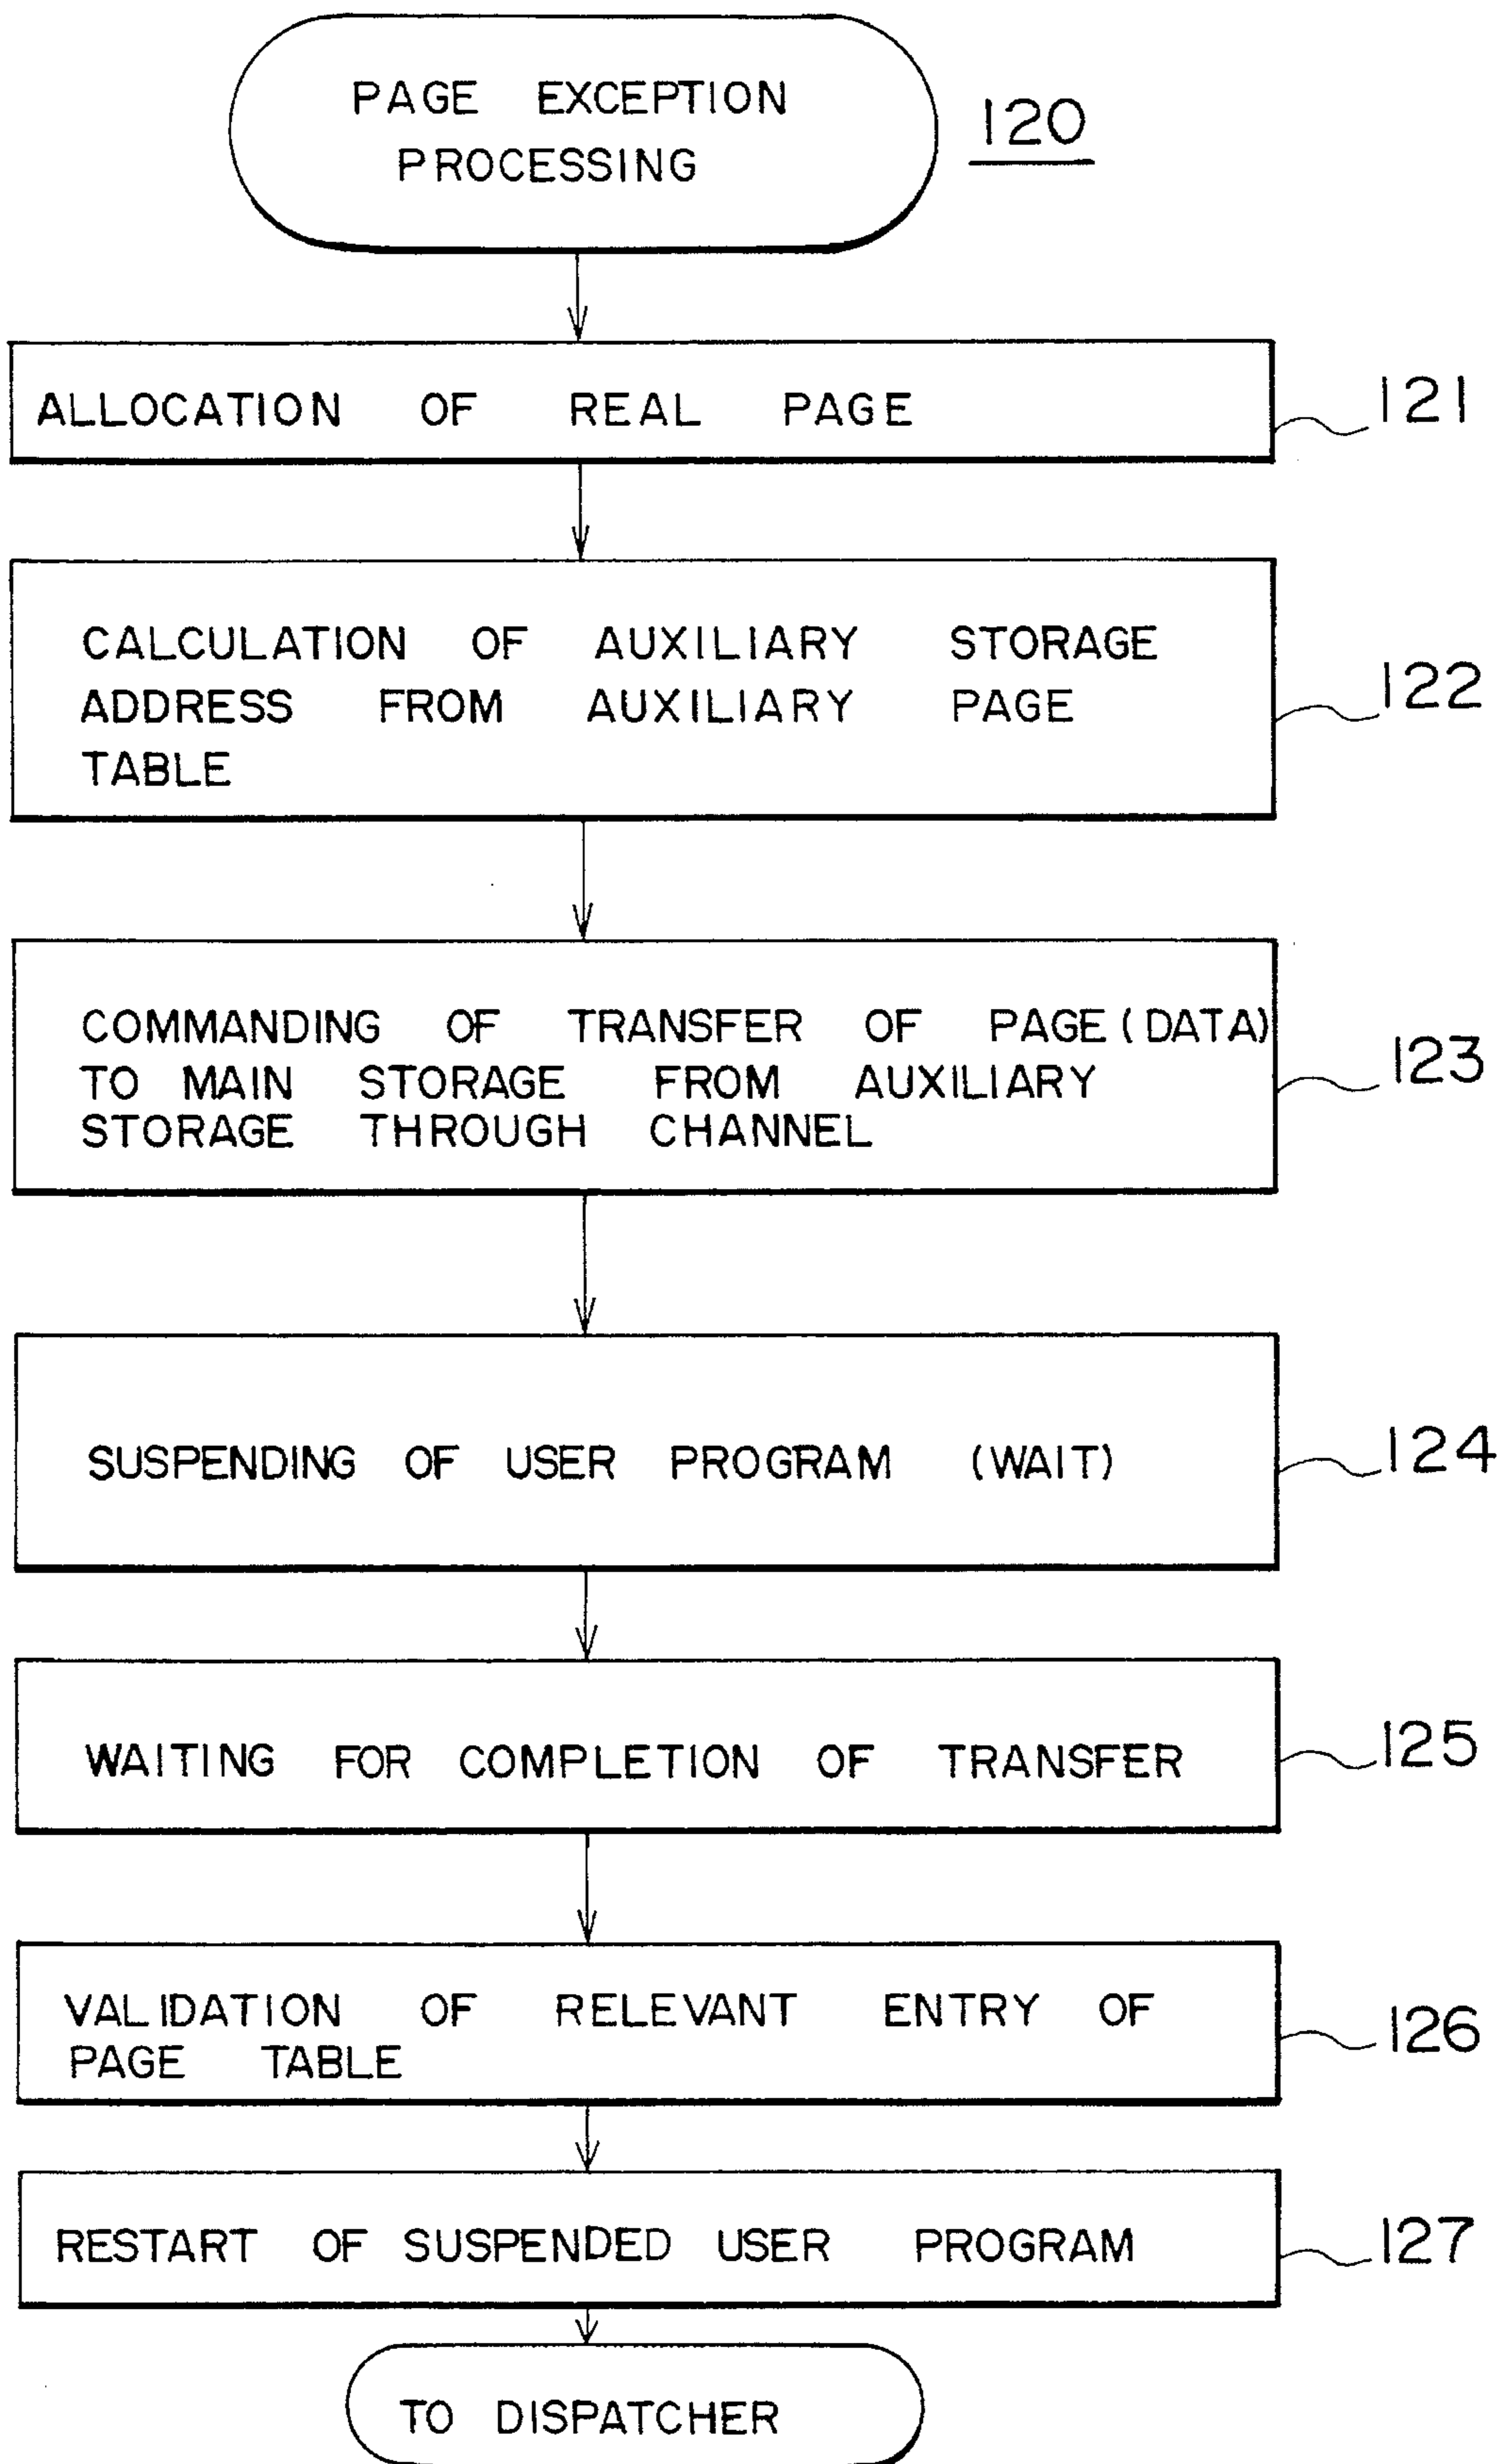 PAGE EXCEPTION
PROCESSING
120
ALLOCATION OF REAL PAGE
121
CALCULATION OF AUXILIARY STORAGE
ADDRESS FROM AUXILIARY PAGE
TABLE
122
COMMANDING OF TRANSFER OF PAGE (DATA)
TO MAIN STORAGE FROM AUXILIARY
STORAGE THROUGH CHANNEL
123
SUSPENDING OF USER PROGRAM (WAIT)
124
WAITING FOR COMPLETION OF TRANSFER
125
VALIDATION OF RELEVANT ENTRY OF
PAGE TABLE
126
RESTART OF SUSPENDED USER PROGRAM
127
TO DISPATCHER